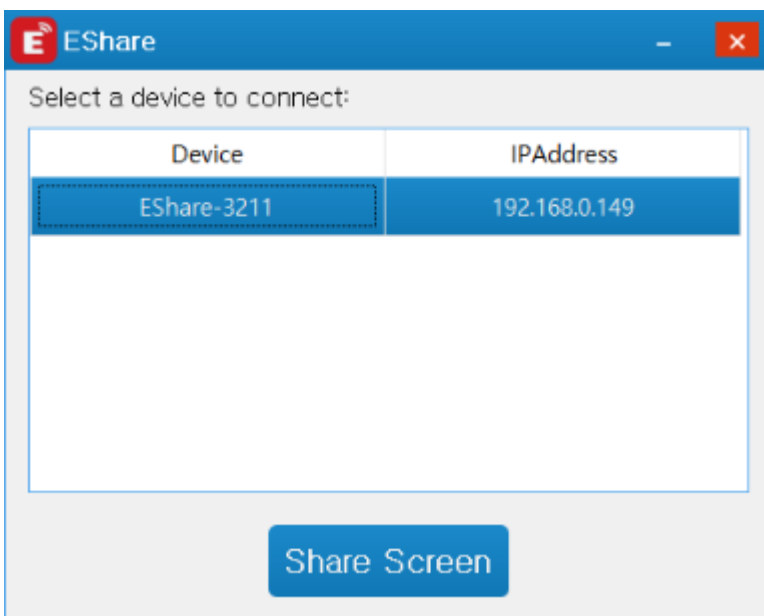 E EShare
Select a device to connect:
Device IPAddress
EShare-3211 192.168.0.149
Share Screen